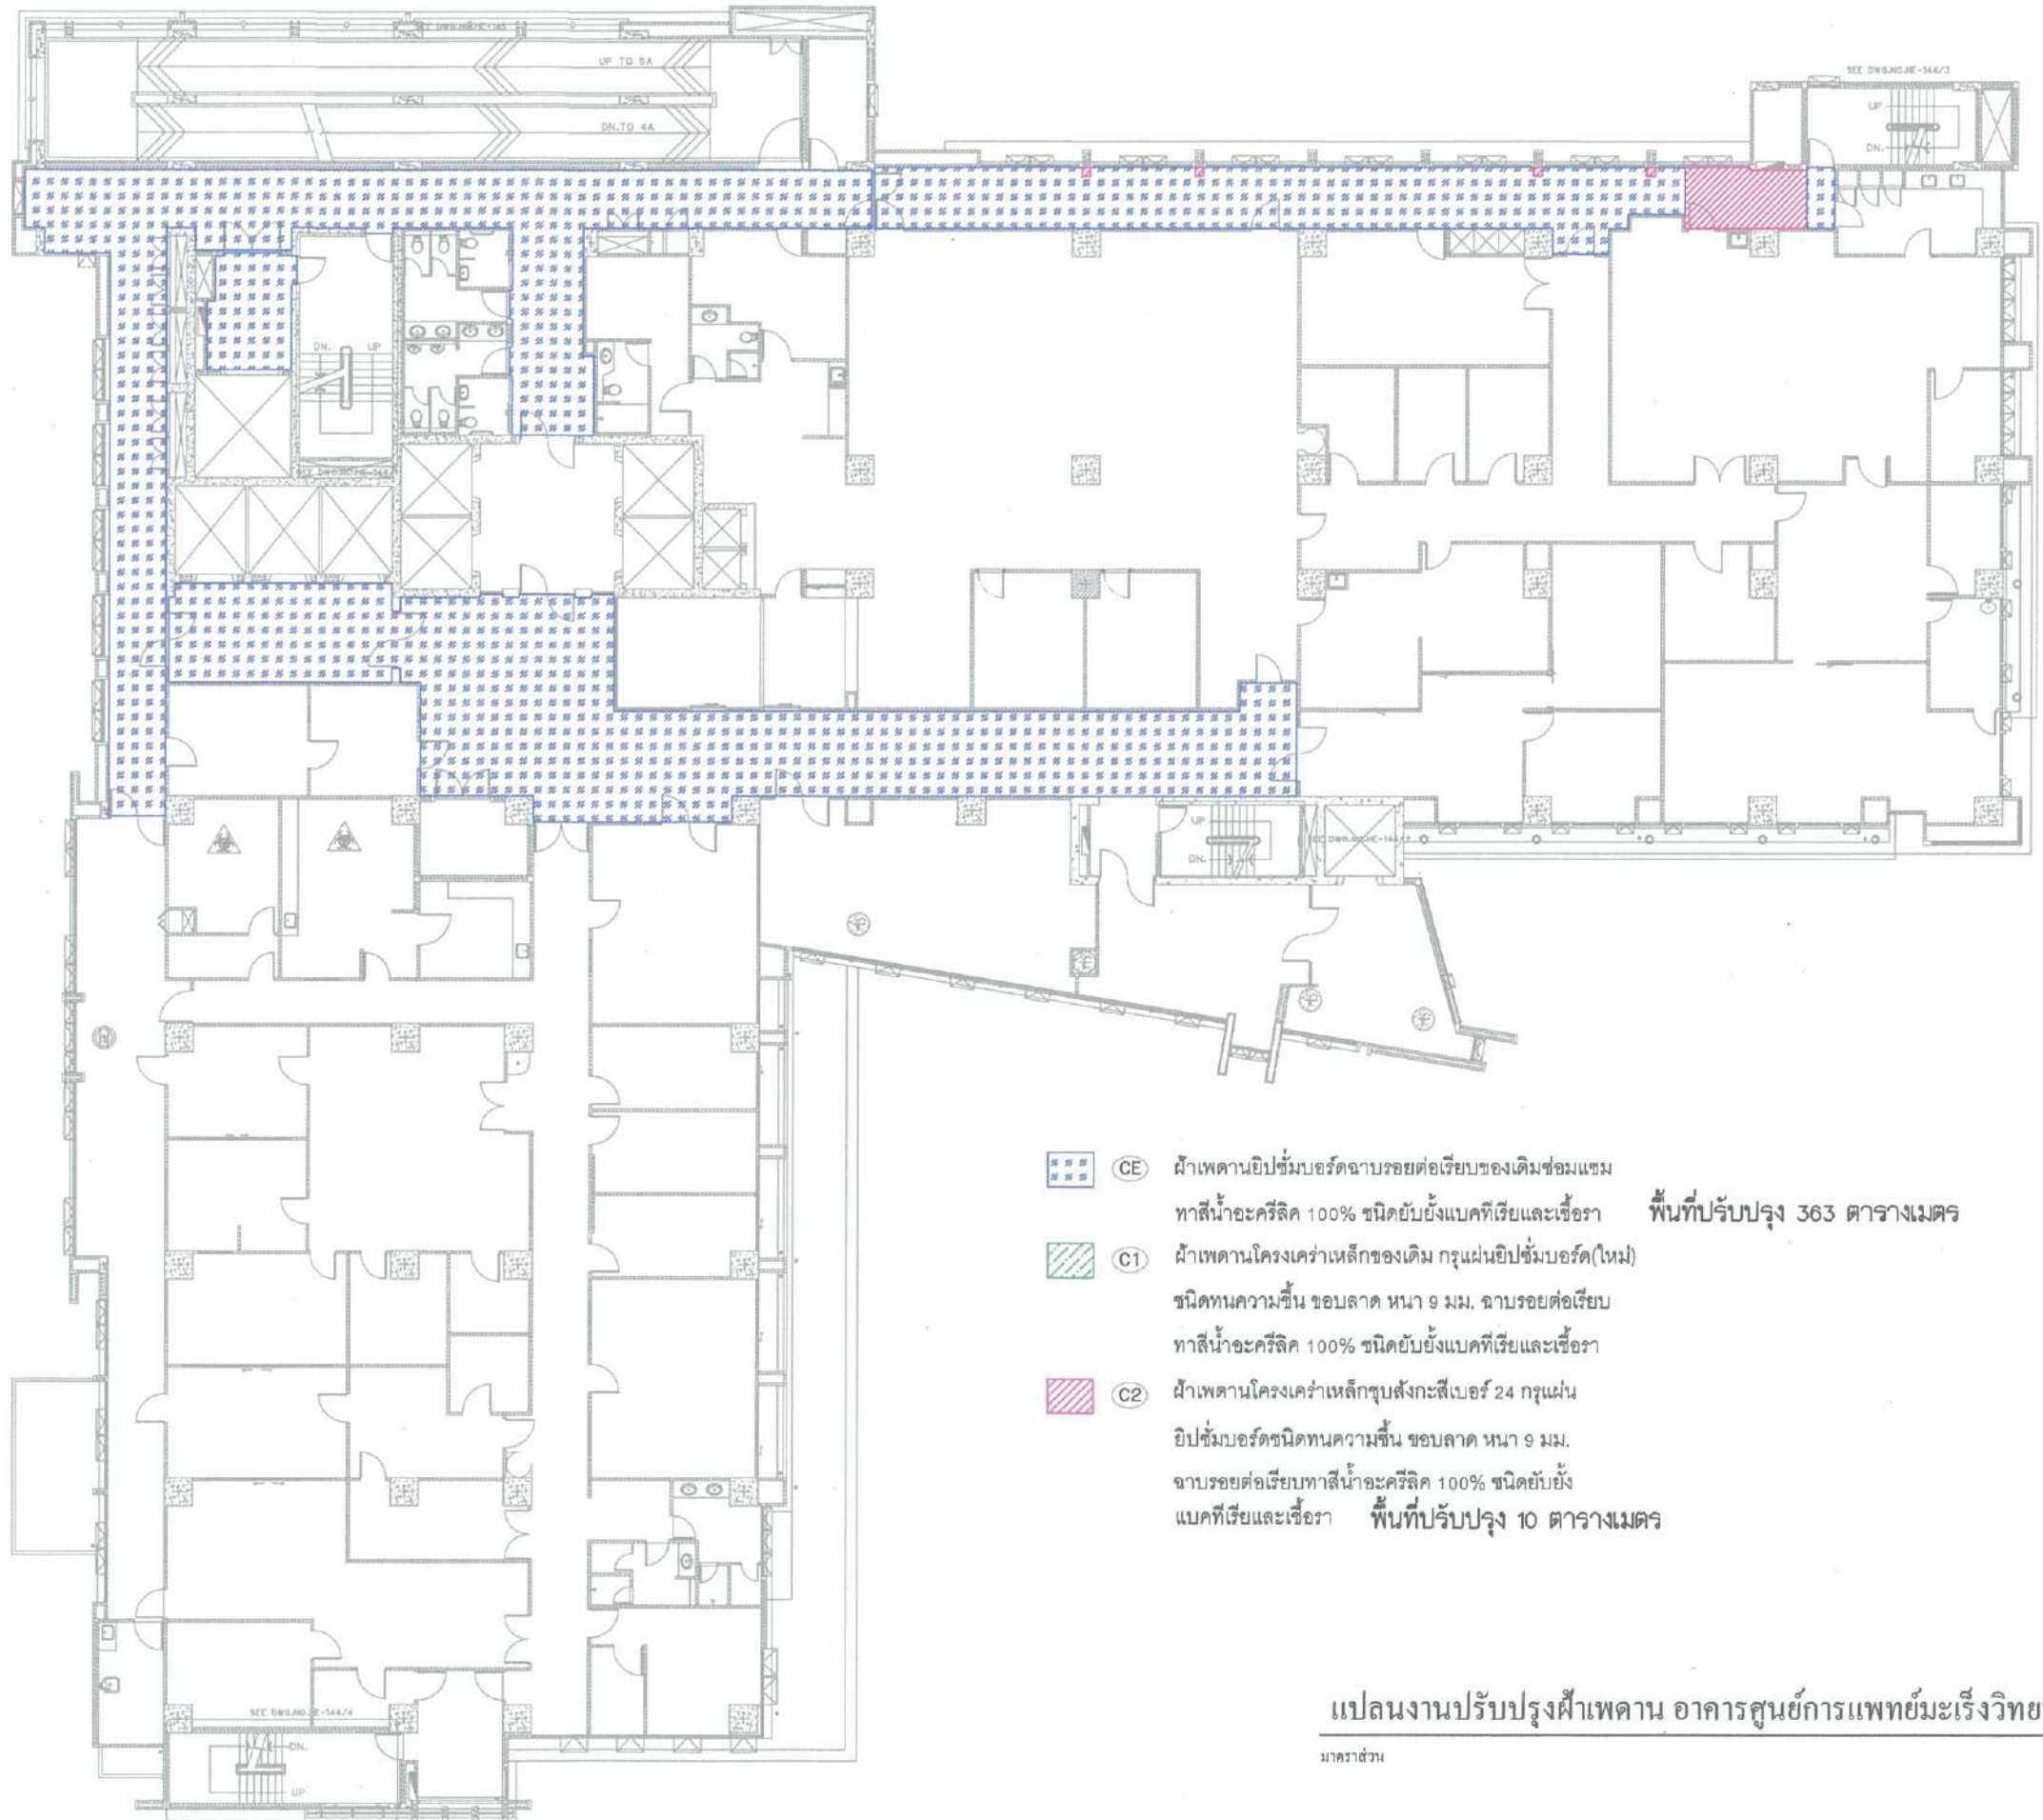 SEE DWG.NO.HE-145
UP TO 5A
DN.TO 4A
SEE DWG.NO.HE-144/3
UP
DN.
DN. UP
UP
DN.
CE ฝ้าเพดานยิปซั่มบอร์ดฉาบรอยต่อเรียบของเดิมซ่อมแซม
ทาสีน้ำอะครีลิค 100% ชนิดยับยั้งแบคทีเรียและเชื้อรา พื้นที่ปรับปรุง 363 ตารางเมตร
C1 ฝ้าเพดานโครงเคร่าเหล็กของเดิม กรุแผ่นยิปซั่มบอร์ด(ใหม่)
ชนิดทนความชื้น ขอบลาด หนา 9 มม. ฉาบรอยต่อเรียบ
ทาสีน้ำอะครีลิค 100% ชนิดยับยั้งแบคทีเรียและเชื้อรา
C2 ฝ้าเพดานโครงเคร่าเหล็กชุบสังกะสีเบอร์ 24 กรุแผ่น
ยิปซั่มบอร์ดชนิดทนความชื้น ขอบลาด หนา 9 มม.
ฉาบรอยต่อเรียบทาสีน้ำอะครีลิค 100% ชนิดยับยั้ง
แบคทีเรียและเชื้อรา พื้นที่ปรับปรุง 10 ตารางเมตร
SEE DWG.NO.HE-144/4
DN.
UP
แปลนงานปรับปรุงฝ้าเพดาน อาคารศูนย์การแพทย์มะเร็งวิทย
มาตราส่วน